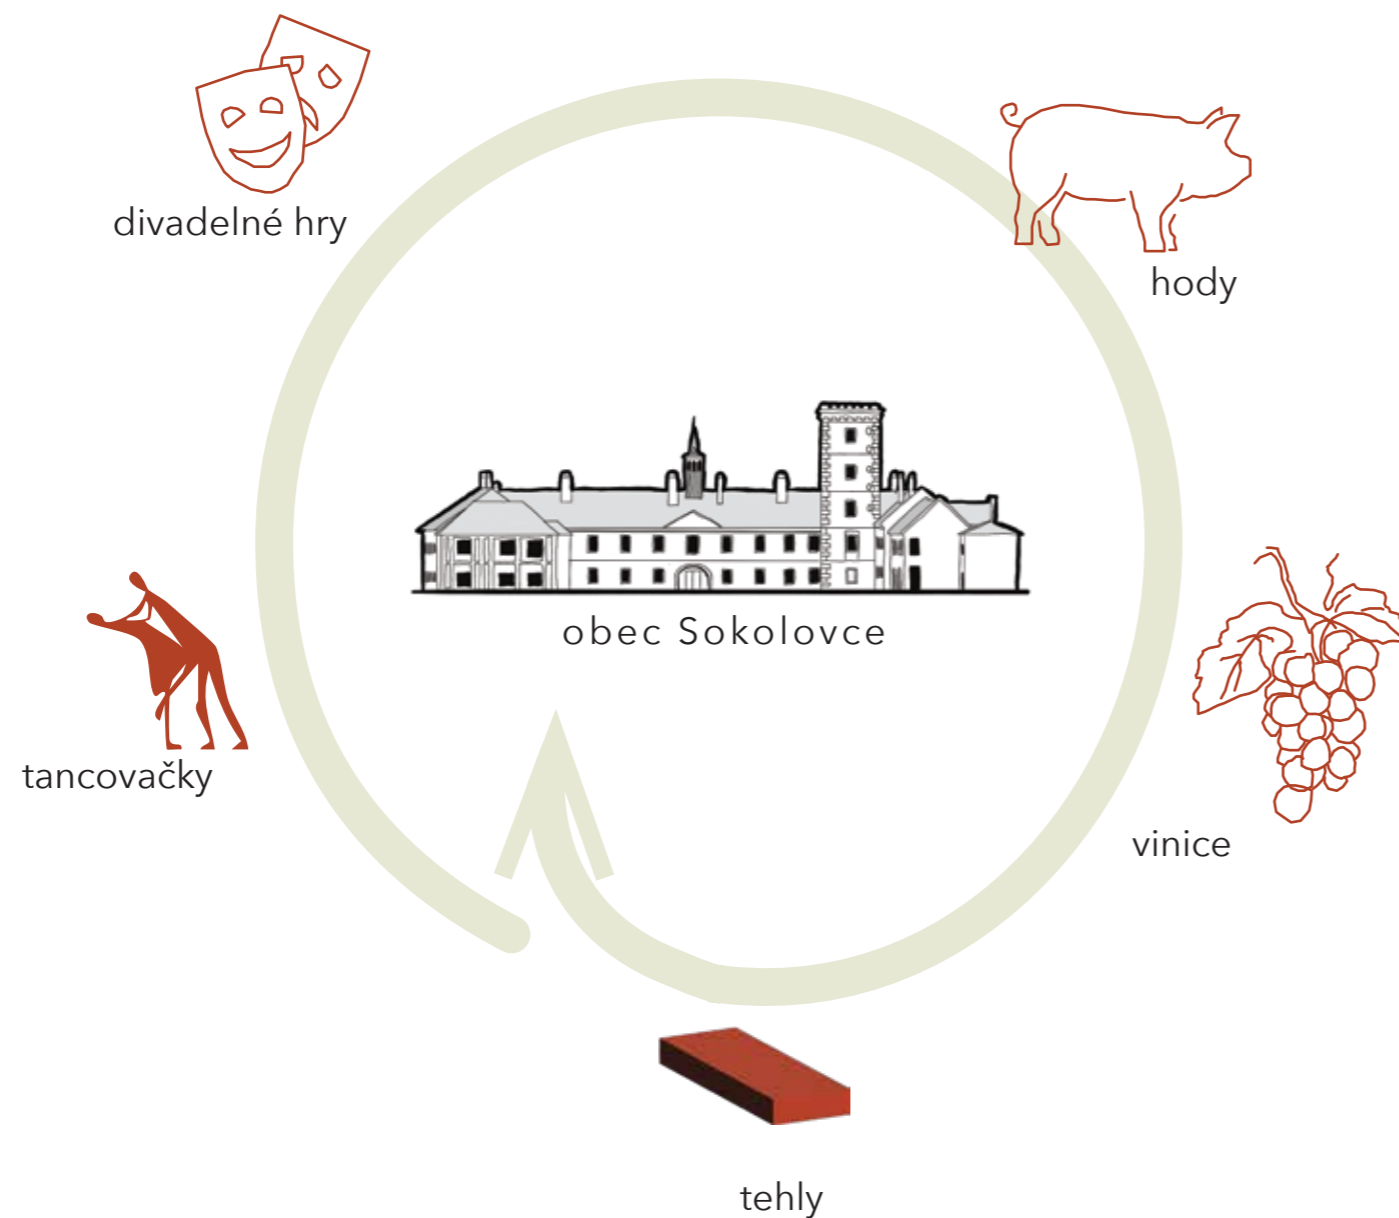 divadelné hry
hody
obec Sokolovce
tancovačky
vinice
tehly